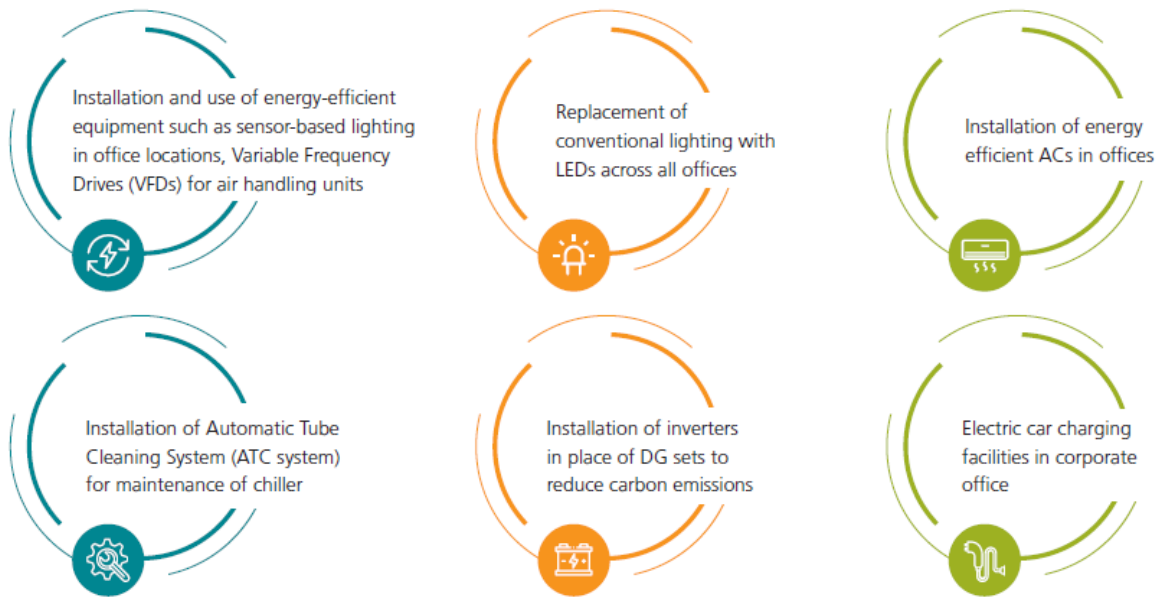 Installation and use of energy-efficient
equipment such as sensor-based lighting
in office locations, Variable Frequency
Drives (VFDs) for air handling units
Replacement of
conventional lighting with
LEDs across all offices
Installation of energy
efficient ACs in offices
Installation of Automatic Tube
Cleaning System (ATC system)
for maintenance of chiller
Installation of inverters
in place of DG sets to
reduce carbon emissions
Electric car charging
facilities in corporate
office